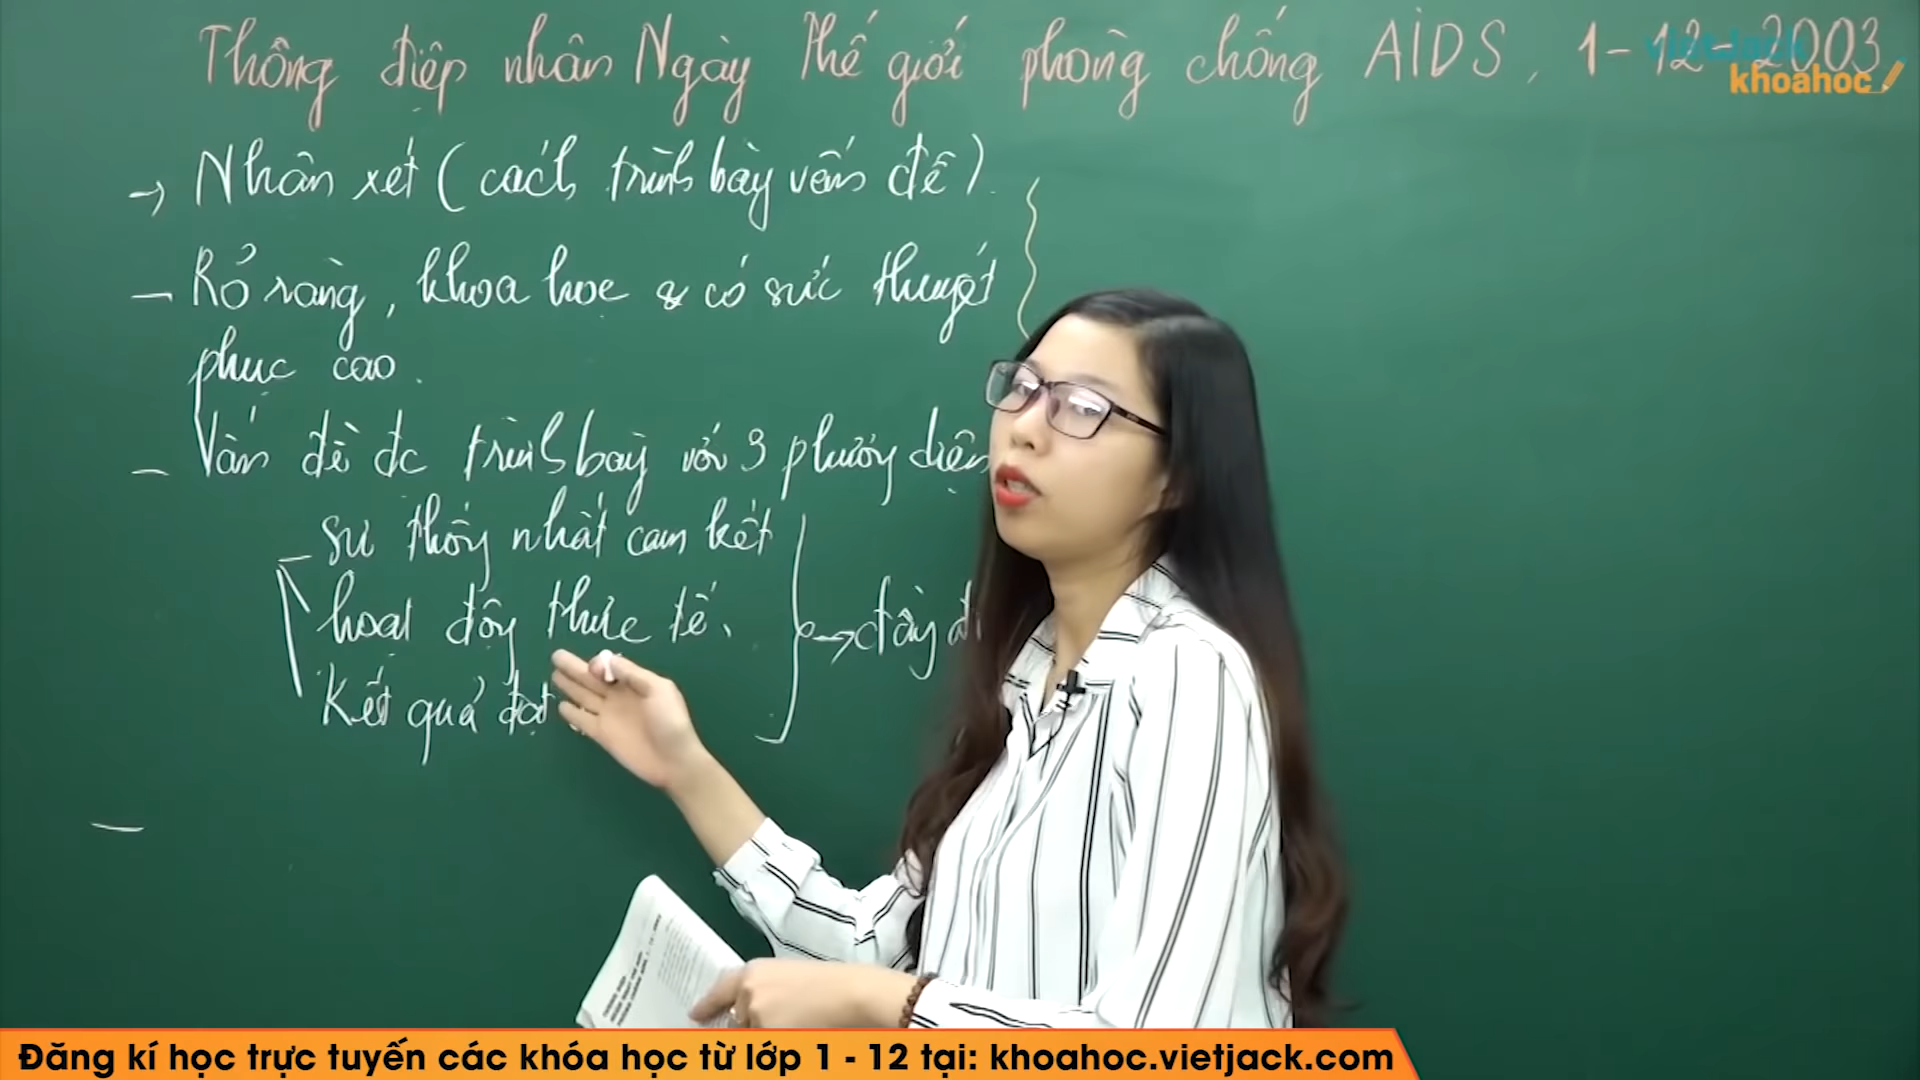 Thông điệp nhân Ngày Thế giới phòng chống AIDS, 1-12-2003
vietjack
khoahoc
→ Nhân xét (cách trình bày vấn đề).
- Rỏ ràng, khoa học & có sức thuyết
phục cao.
- Vấn đề đc trình bày với 3 phương diện
- sự thống nhất cam kết
hoạt động thực tế.
Kết quả đạt
→ đầy đ
-
Đăng kí học trực tuyến các khóa học từ lớp 1 - 12 tại: khoahoc.vietjack.com